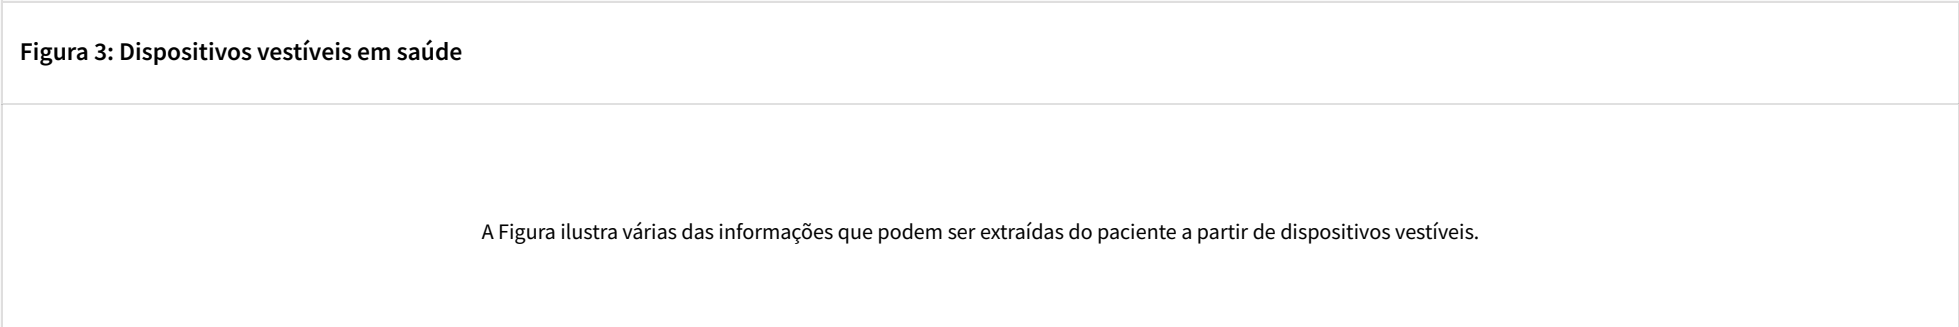 Figura 3: Dispositivos vestíveis em saúde
A Figura ilustra várias das informações que podem ser extraídas do paciente a partir de dispositivos vestíveis.